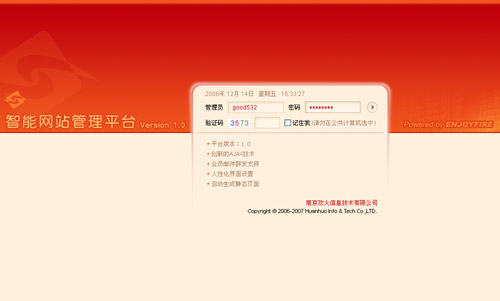 2006年 12月 14日 星期五 16:33:27
管理员 good532 密码 ********
智能网站管理平台 Version 1.0
验证码 3573 记住我 (请勿在公共计算机选中)
Powered by ENJOYFIRE
• 平台版本：1.0
• 创新的AJAX技术
• 会员邮件群发支持
• 人性化界面设置
• 自动生成静态页面
南京欢火信息技术有限公司
Copyright © 2006-2007 Huanhuo Info & Tech Co.,LTD.